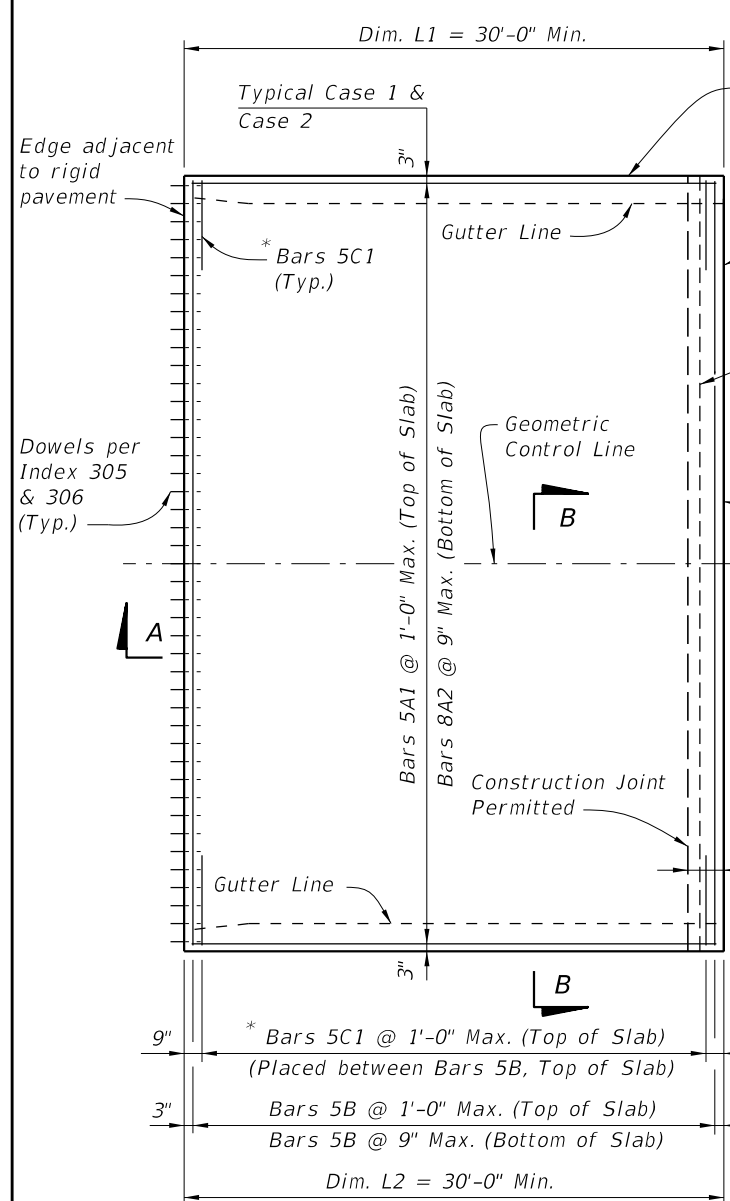 Dim. L1 = 30'-0" Min.
Typical Case 1 &
Case 2
Edge adjacent
to rigid
pavement
3"
Gutter Line
* Bars 5C1
(Typ.)
Bars 5A1 @ 1'-0" Max. (Top of Slab)
Bars 8A2 @ 9" Max. (Bottom of Slab)
Geometric
Control Line
Dowels per
Index 305
& 306
(Typ.)
B
A
Construction Joint
Permitted
Gutter Line
3"
B
9"
* Bars 5C1 @ 1'-0" Max. (Top of Slab)
(Placed between Bars 5B, Top of Slab)
3"
Bars 5B @ 1'-0" Max. (Top of Slab)
Bars 5B @ 9" Max. (Bottom of Slab)
Dim. L2 = 30'-0" Min.